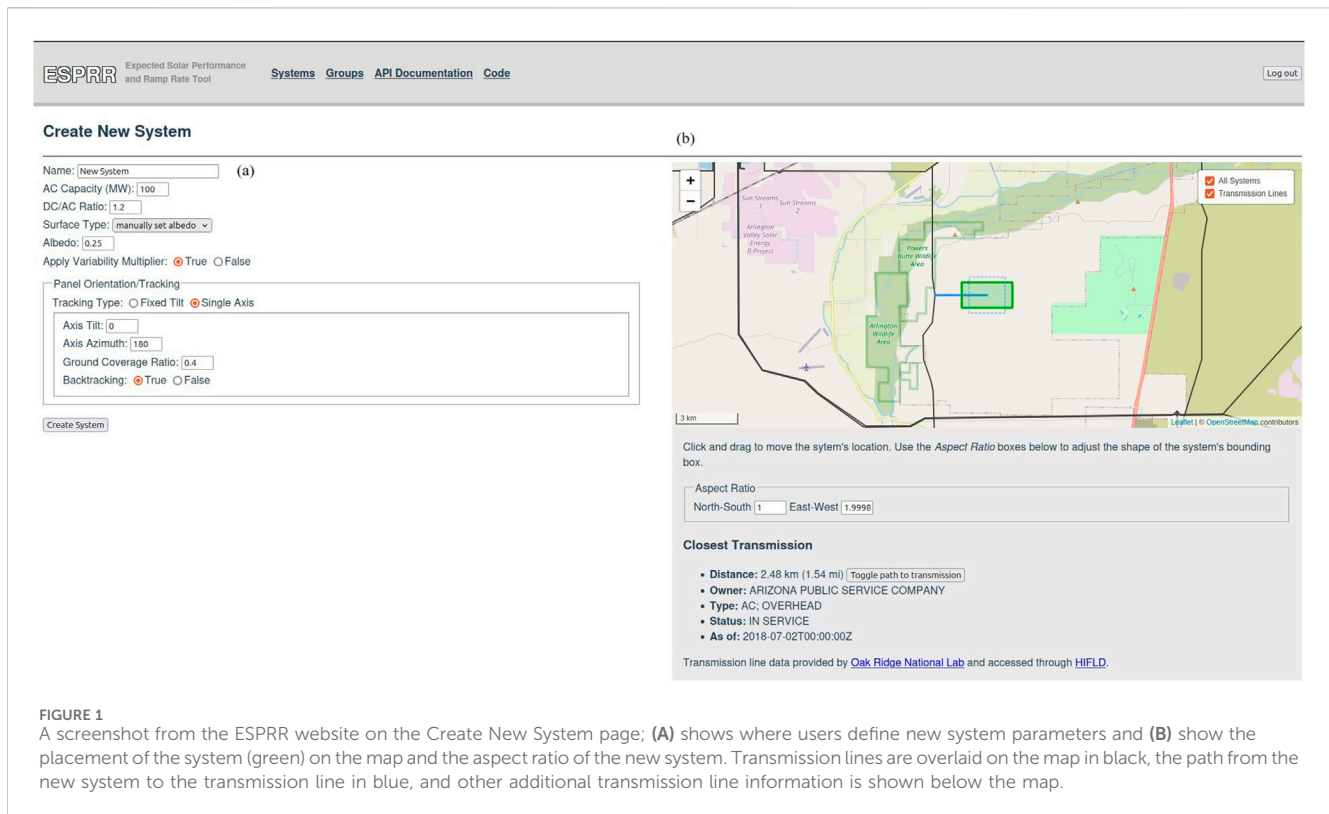 ESPRR
Expected Solar Performance
and Ramp Rate Tool
Systems Groups API Documentation Code
Log out
Create New System
(a)
Name: New System
AC Capacity (MW): 100
DC/AC Ratio: 1.2
Surface Type: manually set albedo
Albedo: 0.25
Apply Variability Multiplier: True False
Panel Orientation/Tracking
Tracking Type: Fixed Tilt Single Axis
Axis Tilt: 0
Axis Azimuth: 180
Ground Coverage Ratio: 0.4
Backtracking: True False
Create System
(b)
+
−
All Systems
Transmission Lines
Sun Streams
1
Sun Streams
2
Arlington
Valley Solar
Energy
II Project
Powers
Butte Wildlife
Area
Arlington
Wildlife
Area
3 km
Leaflet | © OpenStreetMap contributors
Click and drag to move the sytem's location. Use the Aspect Ratio boxes below to adjust the shape of the system's bounding
box.
Aspect Ratio
North-South 1 East-West 1.9998
Closest Transmission
• Distance: 2.48 km (1.54 mi) Toggle path to transmission
• Owner: ARIZONA PUBLIC SERVICE COMPANY
• Type: AC; OVERHEAD
• Status: IN SERVICE
• As of: 2018-07-02T00:00:00Z
Transmission line data provided by Oak Ridge National Lab and accessed through HIFLD.
FIGURE 1
A screenshot from the ESPRR website on the Create New System page; (A) shows where users define new system parameters and (B) show the
placement of the system (green) on the map and the aspect ratio of the new system. Transmission lines are overlaid on the map in black, the path from the
new system to the transmission line in blue, and other additional transmission line information is shown below the map.